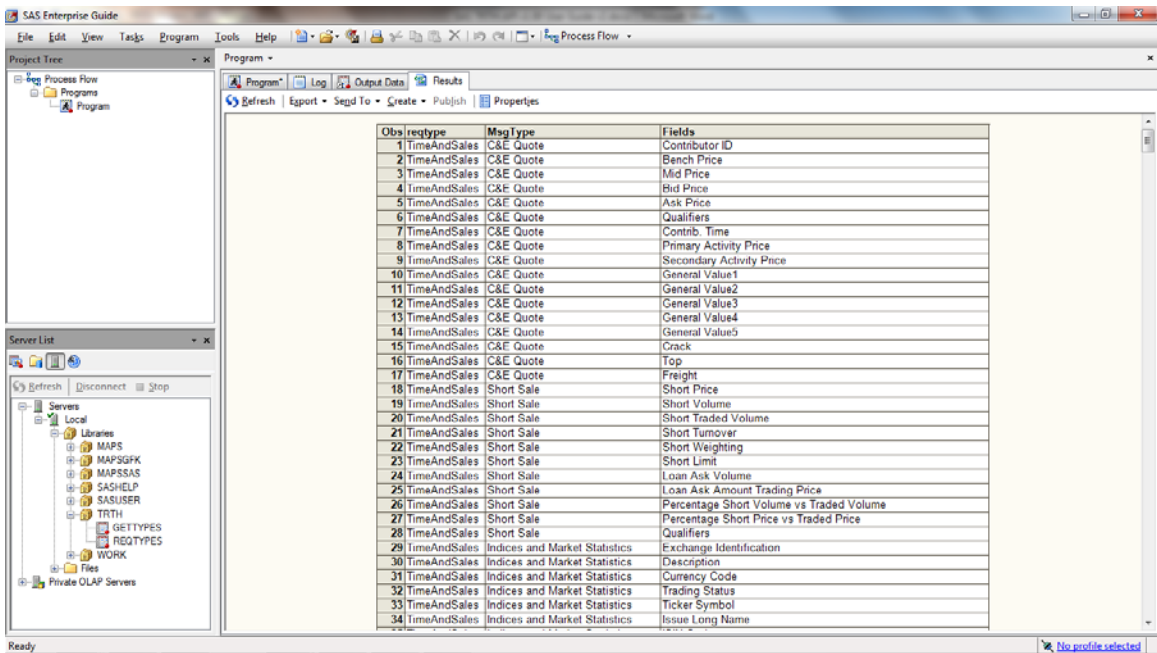 SAS Enterprise Guide
File Edit View Tasks Program Tools Help Process Flow
Project Tree
Process Flow
Programs
Program
Server List
Refresh Disconnect Stop
Servers
Local
Libraries
MAPS
MAPSGFK
MAPSSAS
SASHELP
SASUSER
TRTH
GETTYPES
REQTYPES
WORK
Files
Private OLAP Servers
Program
Program* Log Output Data Results
Refresh Export Send To Create Publish Properties
Obs reqtype MsgType Fields
1 TimeAndSales C&E Quote Contributor ID
2 TimeAndSales C&E Quote Bench Price
3 TimeAndSales C&E Quote Mid Price
4 TimeAndSales C&E Quote Bid Price
5 TimeAndSales C&E Quote Ask Price
6 TimeAndSales C&E Quote Qualifiers
7 TimeAndSales C&E Quote Contrib. Time
8 TimeAndSales C&E Quote Primary Activity Price
9 TimeAndSales C&E Quote Secondary Activity Price
10 TimeAndSales C&E Quote General Value1
11 TimeAndSales C&E Quote General Value2
12 TimeAndSales C&E Quote General Value3
13 TimeAndSales C&E Quote General Value4
14 TimeAndSales C&E Quote General Value5
15 TimeAndSales C&E Quote Crack
16 TimeAndSales C&E Quote Top
17 TimeAndSales C&E Quote Freight
18 TimeAndSales Short Sale Short Price
19 TimeAndSales Short Sale Short Volume
20 TimeAndSales Short Sale Short Traded Volume
21 TimeAndSales Short Sale Short Turnover
22 TimeAndSales Short Sale Short Weighting
23 TimeAndSales Short Sale Short Limit
24 TimeAndSales Short Sale Loan Ask Volume
25 TimeAndSales Short Sale Loan Ask Amount Trading Price
26 TimeAndSales Short Sale Percentage Short Volume vs Traded Volume
27 TimeAndSales Short Sale Percentage Short Price vs Traded Price
28 TimeAndSales Short Sale Qualifiers
29 TimeAndSales Indices and Market Statistics Exchange Identification
30 TimeAndSales Indices and Market Statistics Description
31 TimeAndSales Indices and Market Statistics Currency Code
32 TimeAndSales Indices and Market Statistics Trading Status
33 TimeAndSales Indices and Market Statistics Ticker Symbol
34 TimeAndSales Indices and Market Statistics Issue Long Name
Ready
No profile selected